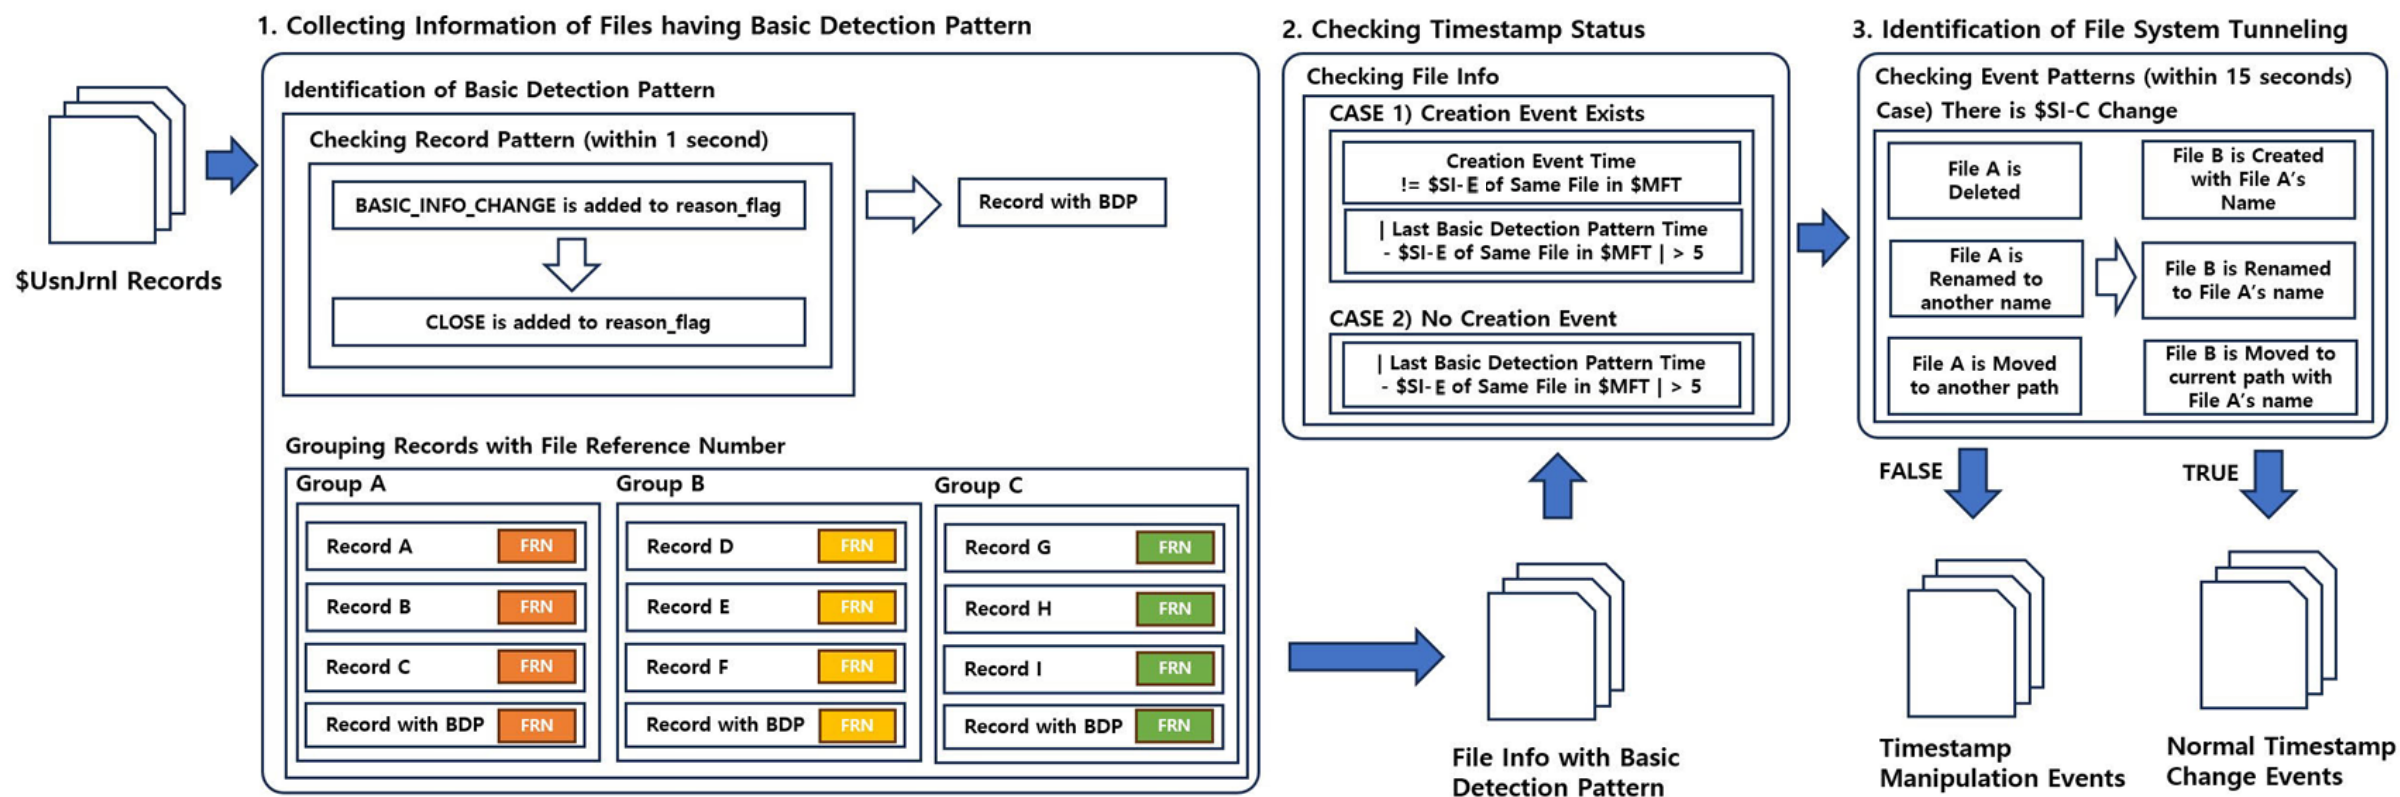 1. Collecting Information of Files having Basic Detection Pattern
$UsnJrnl Records
Identification of Basic Detection Pattern
Checking Record Pattern (within 1 second)
BASIC_INFO_CHANGE is added to reason_flag
CLOSE is added to reason_flag
Record with BDP
Grouping Records with File Reference Number
Group A
Record A FRN
Record B FRN
Record C FRN
Record with BDP FRN
Group B
Record D FRN
Record E FRN
Record F FRN
Record with BDP FRN
Group C
Record G FRN
Record H FRN
Record I FRN
Record with BDP FRN
File Info with Basic
Detection Pattern
2. Checking Timestamp Status
Checking File Info
CASE 1) Creation Event Exists
Creation Event Time
!= $SI-E of Same File in $MFT
| Last Basic Detection Pattern Time
- $SI-E of Same File in $MFT | > 5
CASE 2) No Creation Event
| Last Basic Detection Pattern Time
- $SI-E of Same File in $MFT | > 5
3. Identification of File System Tunneling
Checking Event Patterns (within 15 seconds)
Case) There is $SI-C Change
File A is
Deleted
File A is
Renamed to
another name
File A is Moved
to another path
File B is Created
with File A's
Name
File B is Renamed
to File A's name
File B is Moved to
current path with
File A's name
FALSE
TRUE
Timestamp
Manipulation Events
Normal Timestamp
Change Events